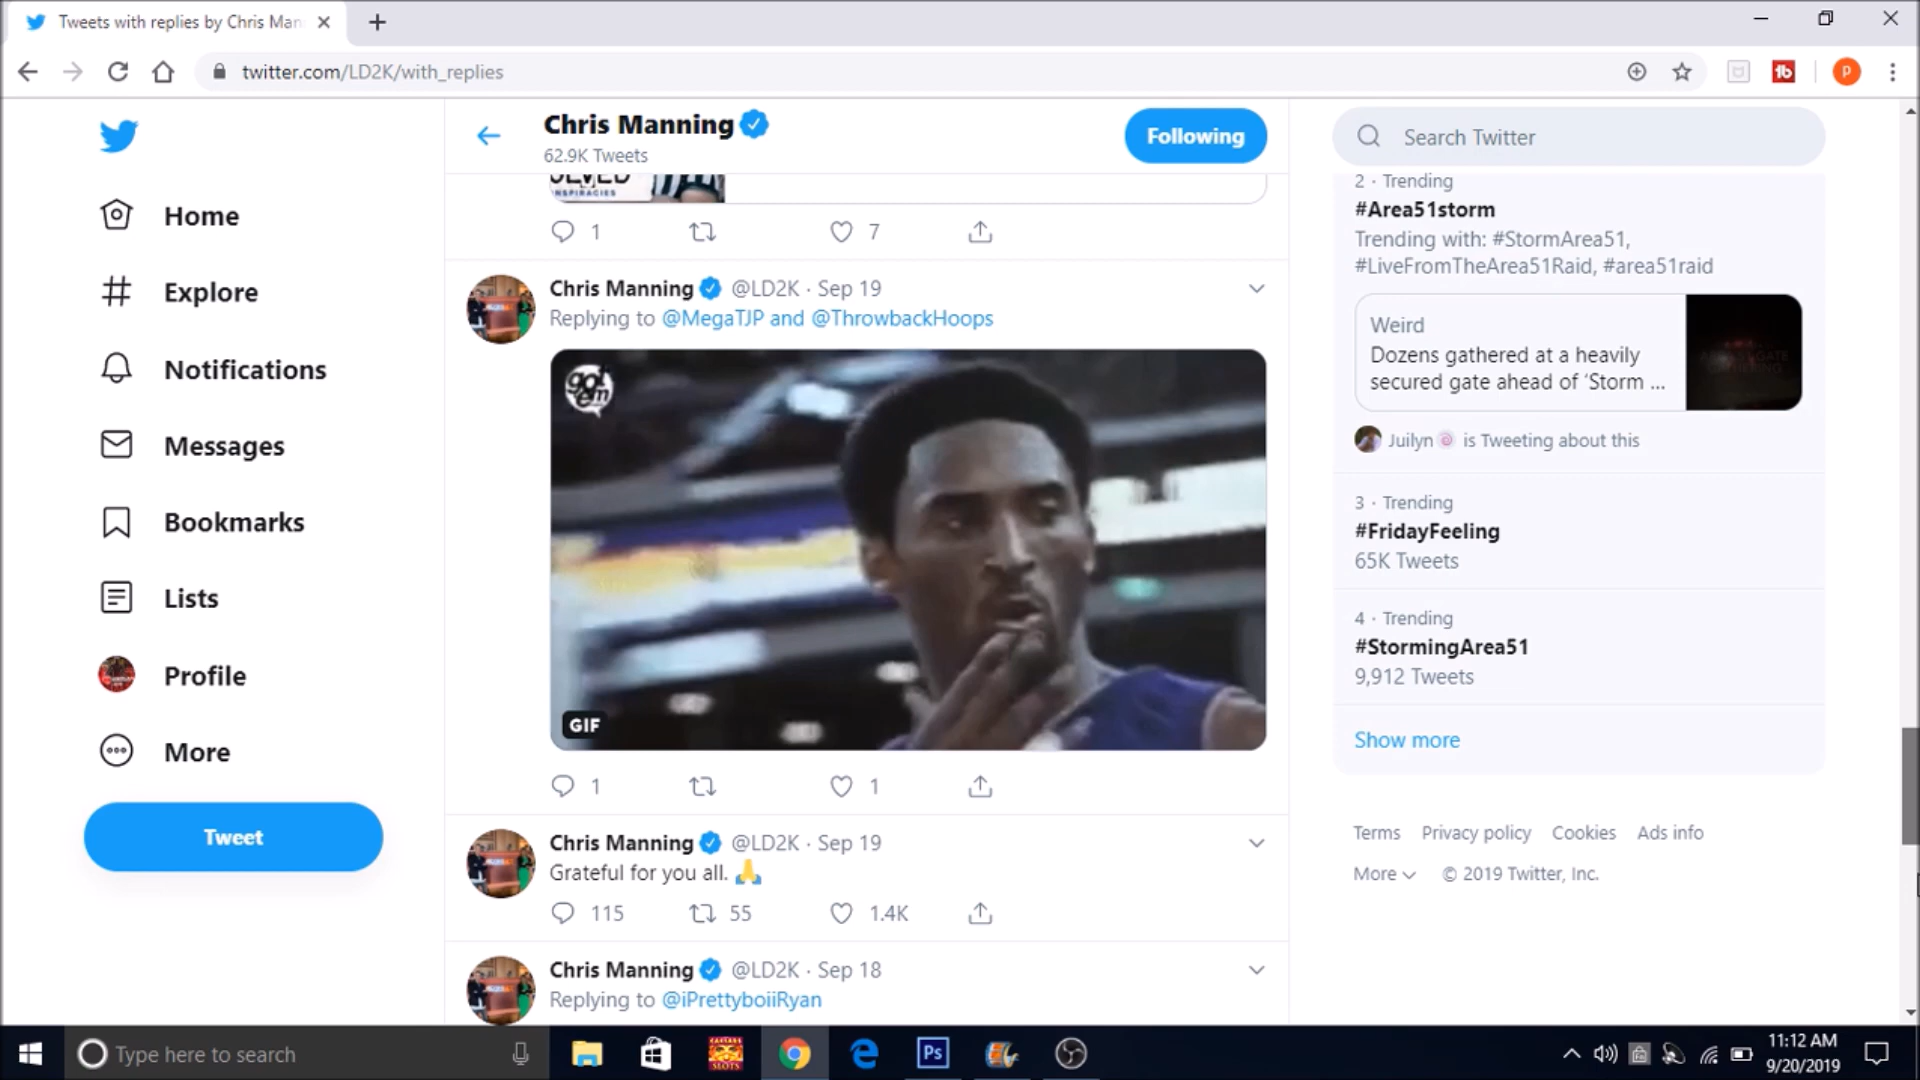 Tweets with replies by Chris Man
twitter.com/LD2K/with_replies
Chris Manning
62.9K Tweets
Following
Search Twitter
Home
Explore
Notifications
Messages
Bookmarks
Lists
Profile
More
Tweet
NSPIRACIES
1
7
Chris Manning @LD2K · Sep 19
Replying to @MegaTJP and @ThrowbackHoops
got
em
GIF
1
1
Chris Manning @LD2K · Sep 19
Grateful for you all. 🙏
115
55
1.4K
Chris Manning @LD2K · Sep 18
Replying to @iPrettyboiiRyan
2 · Trending
#Area51storm
Trending with: #StormArea51,
#LiveFromTheArea51Raid, #area51raid
Weird
Dozens gathered at a heavily
secured gate ahead of ‘Storm ...
Juilyn🍥 is Tweeting about this
3 · Trending
#FridayFeeling
65K Tweets
4 · Trending
#StormingArea51
9,912 Tweets
Show more
Terms Privacy policy Cookies Ads info
More © 2019 Twitter, Inc.
Type here to search
CAESARS
SLOTS
Ps
11:12 AM
9/20/2019